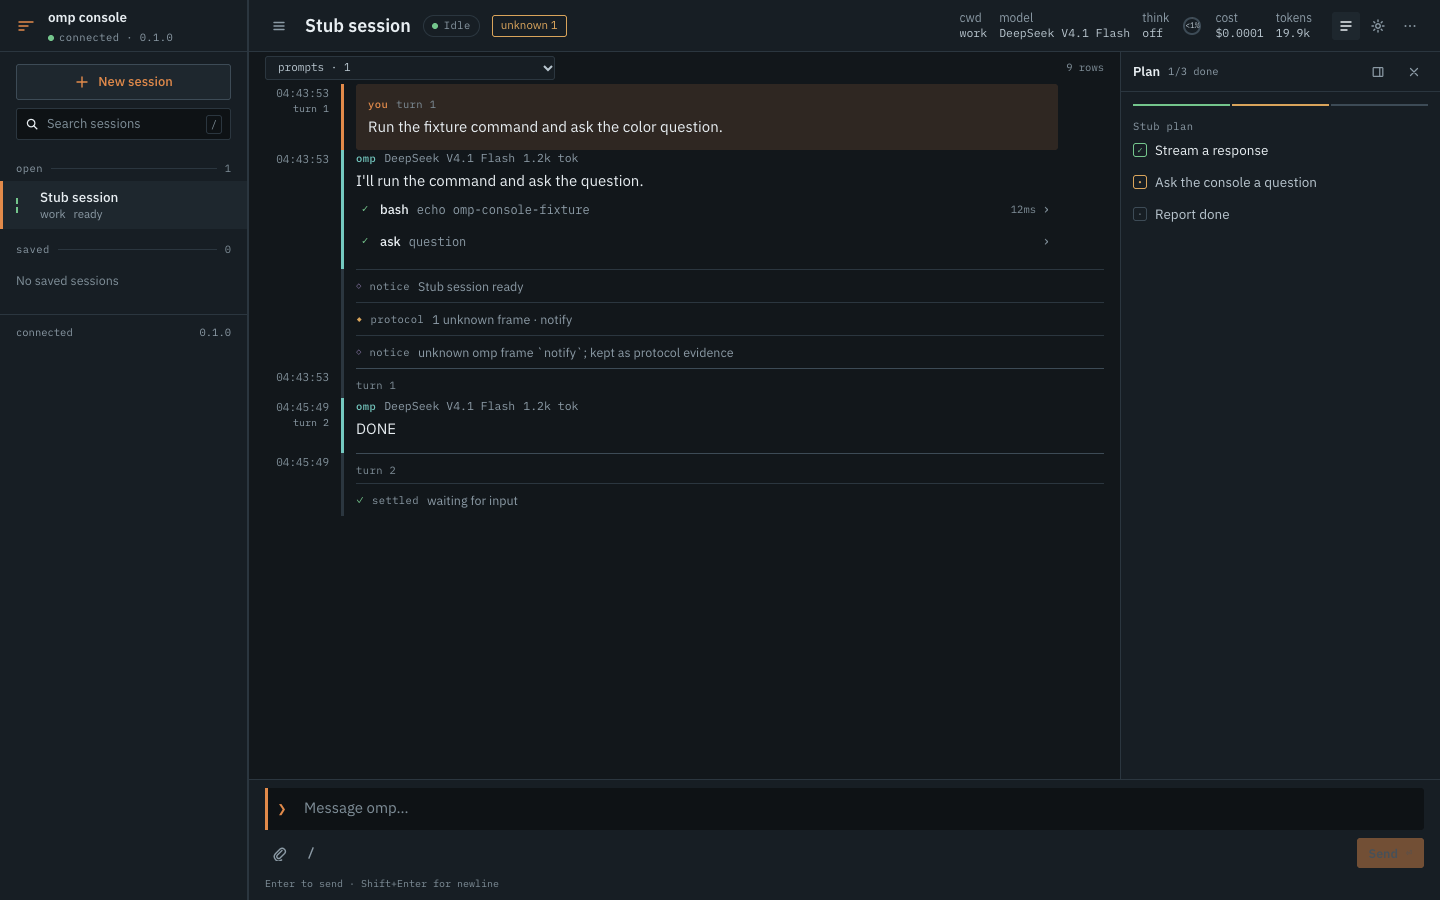 omp console
connected · 0.1.0
New session
Search sessions /
open 1
Stub session
work ready
saved 0
No saved sessions
connected 0.1.0
Stub session Idle unknown 1
cwd model think cost tokens
work DeepSeek V4.1 Flash off <1% $0.0001 19.9k
prompts · 1 9 rows
04:43:53 you turn 1
turn 1
Run the fixture command and ask the color question.
04:43:53 omp DeepSeek V4.1 Flash 1.2k tok
I'll run the command and ask the question.
✓ bash echo omp-console-fixture 12ms ›
✓ ask question ›
notice Stub session ready
protocol 1 unknown frame · notify
notice unknown omp frame `notify`; kept as protocol evidence
04:43:53 turn 1
04:45:49 omp DeepSeek V4.1 Flash 1.2k tok
turn 2
DONE
04:45:49 turn 2
✓ settled waiting for input
Plan 1/3 done
Stub plan
Stream a response
Ask the console a question
Report done
❯ Message omp...
/
Send
Enter to send · Shift+Enter for newline